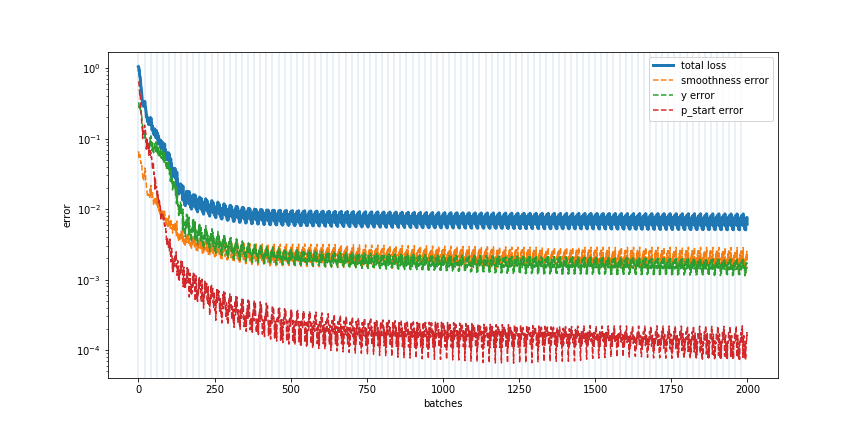 total loss
smoothness error
y error
p_start error
10⁰
10⁻¹
10⁻²
10⁻³
10⁻⁴
error
0 250 500 750 1000 1250 1500 1750 2000
batches